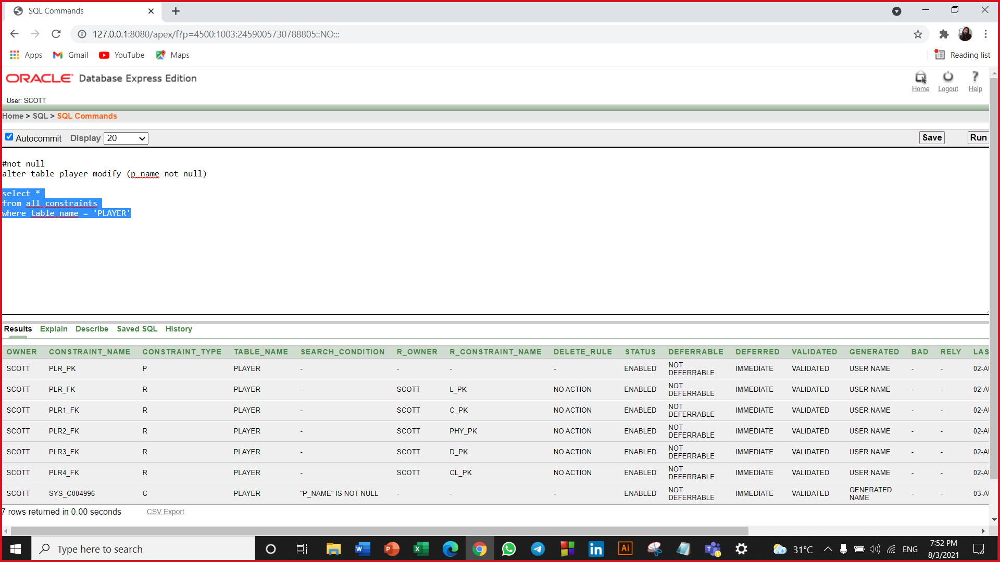 SQL Commands
127.0.0.1:8080/apex/f?p=4500:1003:2459005730788805::NO:::
Apps Gmail YouTube Maps Reading list
ORACLE Database Express Edition
Home Logout Help
User: SCOTT
Home > SQL > SQL Commands
Autocommit Display 20 Save Run
#not null
alter table player modify (p_name not null)
select *
from all_constraints
where table_name = 'PLAYER'
Results Explain Describe Saved SQL History
OWNER CONSTRAINT_NAME CONSTRAINT_TYPE TABLE_NAME SEARCH_CONDITION R_OWNER R_CONSTRAINT_NAME DELETE_RULE STATUS DEFERRABLE DEFERRED VALIDATED GENERATED BAD RELY LAS
SCOTT PLR_PK P PLAYER - - - - ENABLED NOT DEFERRABLE IMMEDIATE VALIDATED USER NAME - - 02-AU
SCOTT PLR_FK R PLAYER - SCOTT L_PK NO ACTION ENABLED NOT DEFERRABLE IMMEDIATE VALIDATED USER NAME - - 02-AU
SCOTT PLR1_FK R PLAYER - SCOTT C_PK NO ACTION ENABLED NOT DEFERRABLE IMMEDIATE VALIDATED USER NAME - - 02-AU
SCOTT PLR2_FK R PLAYER - SCOTT PHY_PK NO ACTION ENABLED NOT DEFERRABLE IMMEDIATE VALIDATED USER NAME - - 02-AU
SCOTT PLR3_FK R PLAYER - SCOTT D_PK NO ACTION ENABLED NOT DEFERRABLE IMMEDIATE VALIDATED USER NAME - - 02-AU
SCOTT PLR4_FK R PLAYER - SCOTT CL_PK NO ACTION ENABLED NOT DEFERRABLE IMMEDIATE VALIDATED USER NAME - - 02-AU
SCOTT SYS_C004996 C PLAYER "P_NAME" IS NOT NULL - - - ENABLED NOT DEFERRABLE IMMEDIATE VALIDATED GENERATED NAME - - 03-AU
7 rows returned in 0.00 seconds CSV Export
Type here to search 31°C ENG 7:52 PM
8/3/2021